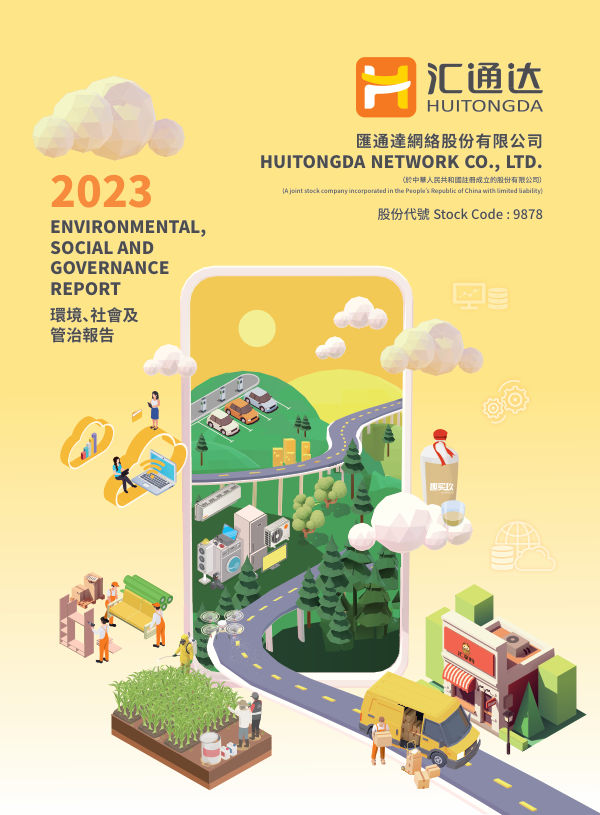 汇通达
HUITONGDA
匯通達網絡股份有限公司
HUITONGDA NETWORK CO., LTD.
(於中華人民共和國註冊成立的股份有限公司)
(A joint stock company incorporated in the People's Republic of China with limited liability)
股份代號 Stock Code : 9878
2023
ENVIRONMENTAL,
SOCIAL AND
GOVERNANCE
REPORT
環境、社會及
管治報告